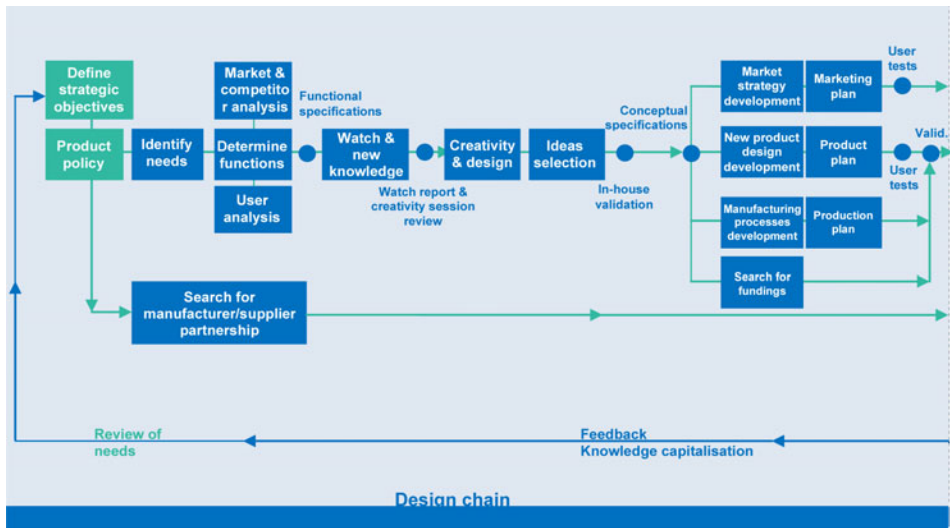 Define
strategic
objectives
Product
policy
Identify
needs
Market &
competito
r analysis
Determine
functions
User
analysis
Functional
specifications
Watch &
new
knowledge
Watch report &
creativity session
review
Creativity
& design
Ideas
selection
In-house
validation
Conceptual
specifications
Market
strategy
development
Marketing
plan
User
tests
New product
design
development
Product
plan
User
tests
Valid.
Manufacturing
processes
development
Production
plan
Search for
fundings
Search for
manufacturer/supplier
partnership
Review of
needs
Feedback
Knowledge capitalisation
Design chain